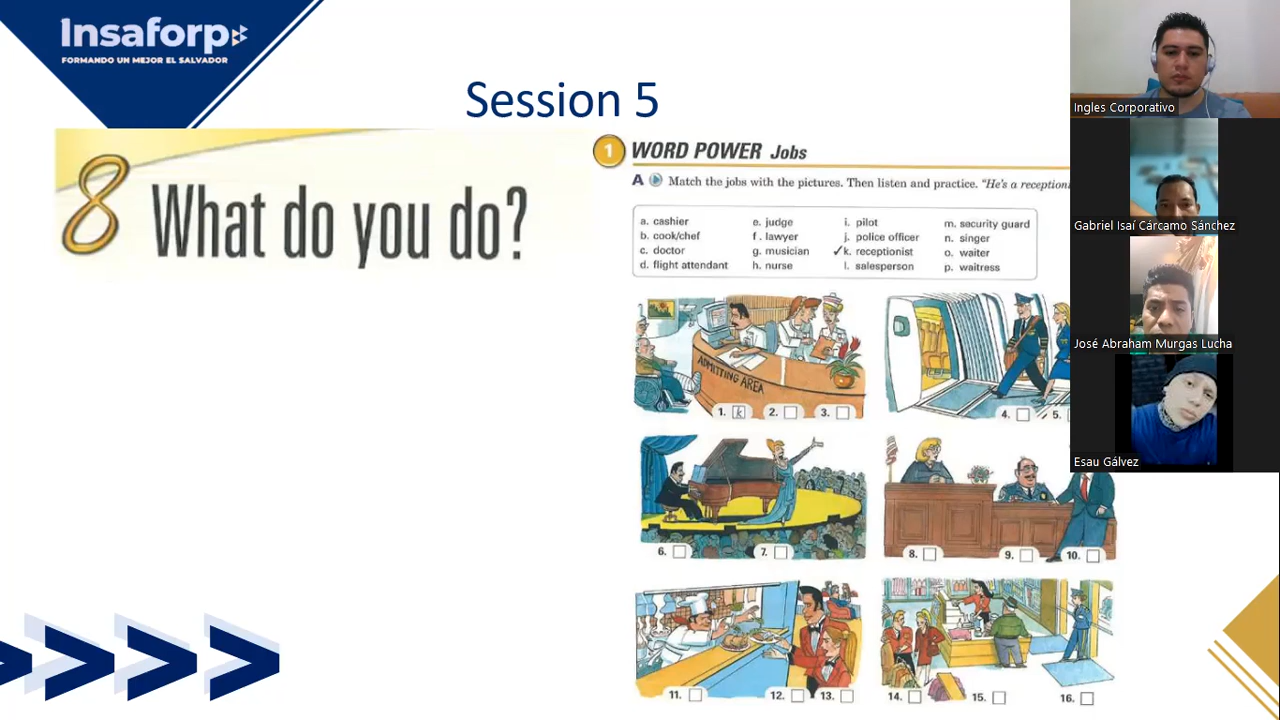 Insaforp
FORMANDO UN MEJOR EL SALVADOR
Session 5
8 What do you do?
1 WORD POWER Jobs
A Match the jobs with the pictures. Then listen and practice. "He's a
a. cashier
b. cook/chef
c. doctor
d. flight attendant
e. judge
f. lawyer
g. musician
h. nurse
i. pilot
j. police officer
✓k. receptionist
l. salesperson
m. security guard
n. singer
o. waiter
p. waitress
ADMITTING AREA
1. k 2. 3.
4. 5.
6. 7.
8. 9. 10.
11. 12. 13.
14. 15. 16.
Ingles Corporativo
Gabriel Isaí Cárcamo Sánchez
José Abraham Murgas Lucha
Esau Gálvez